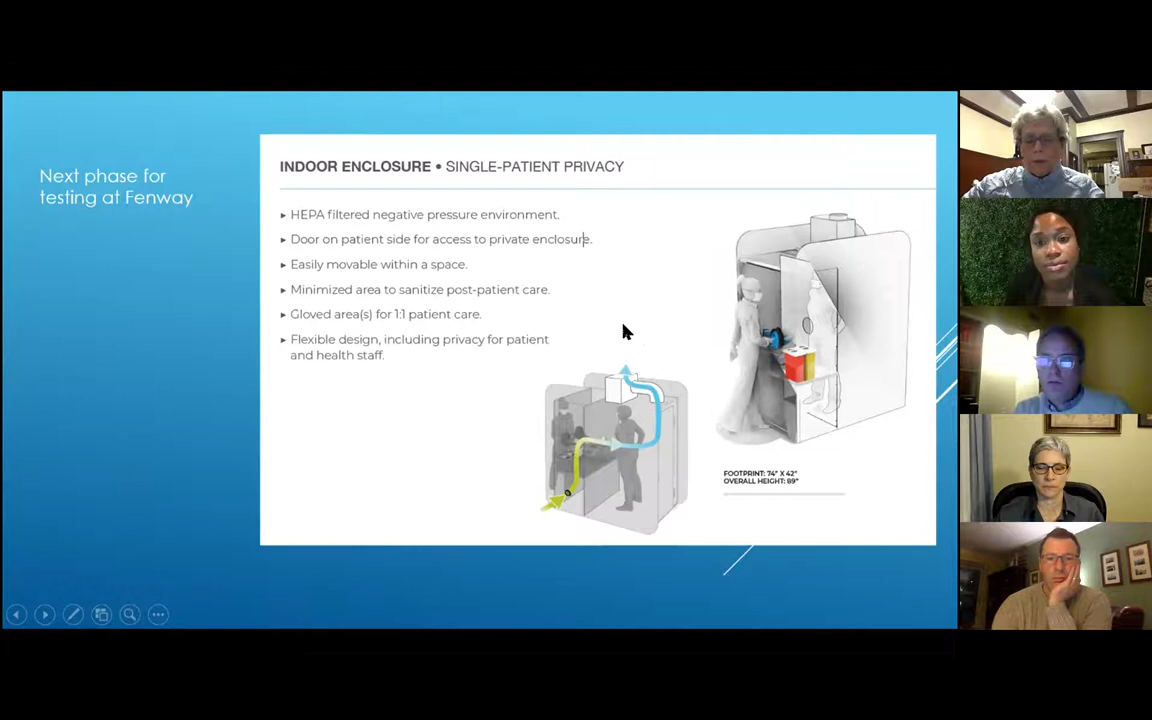 Next phase for
testing at Fenway
INDOOR ENCLOSURE • SINGLE-PATIENT PRIVACY
▸ HEPA filtered negative pressure environment.
▸ Door on patient side for access to private enclosure.
▸ Easily movable within a space.
▸ Minimized area to sanitize post-patient care.
▸ Gloved area(s) for 1:1 patient care.
▸ Flexible design, including privacy for patient
and health staff.
FOOTPRINT: 74" X 42"
OVERALL HEIGHT: 89"